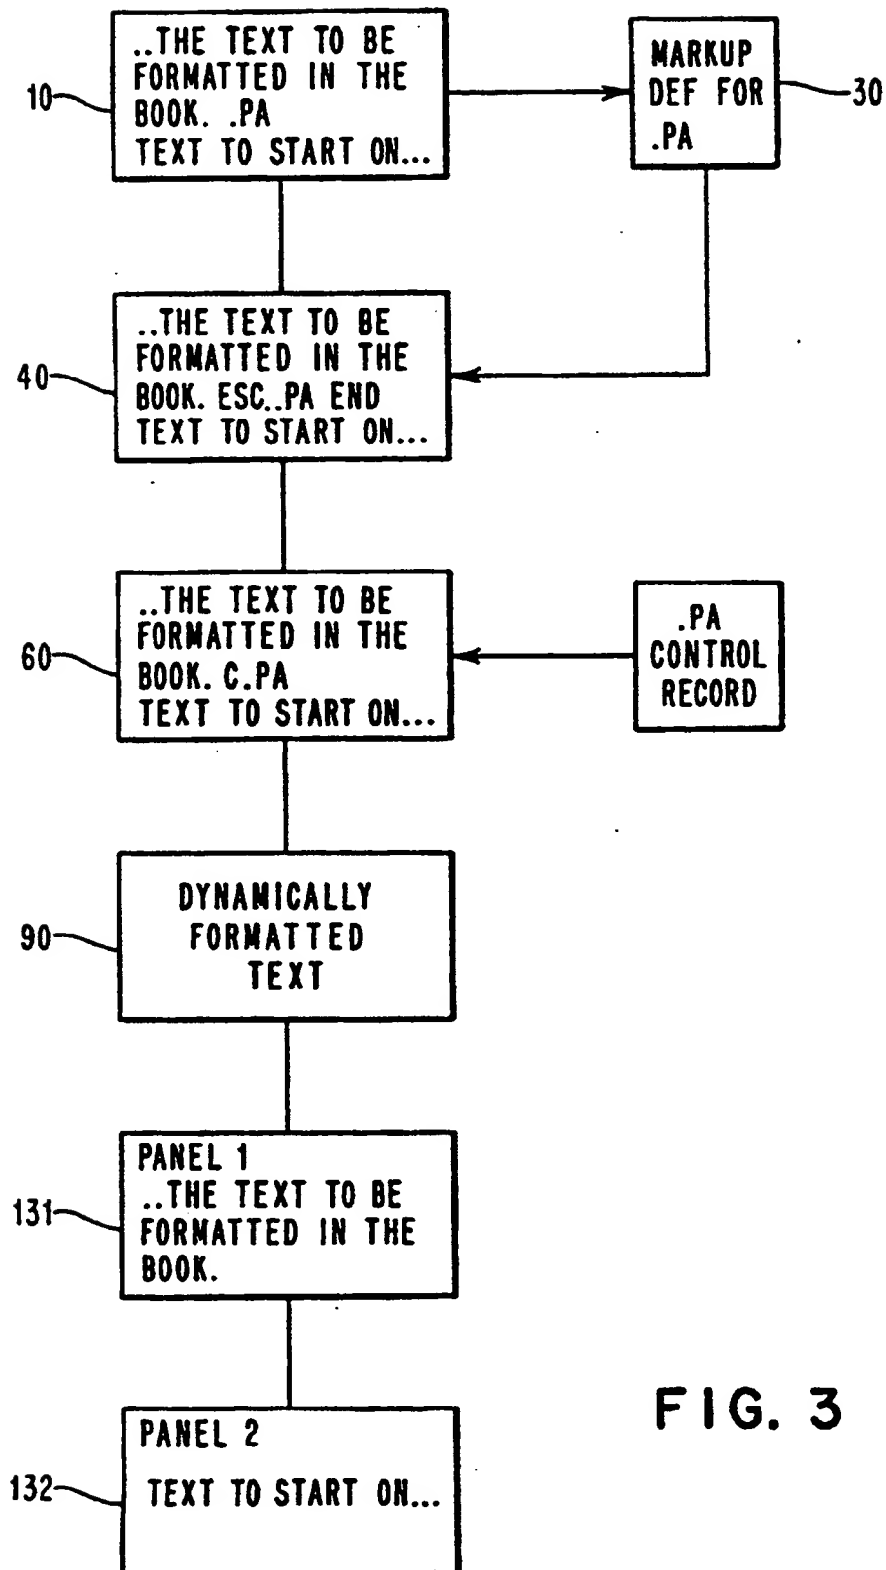 ..THE TEXT TO BE
FORMATTED IN THE
BOOK. .PA
TEXT TO START ON...
10
MARKUP
DEF FOR
.PA
30
..THE TEXT TO BE
FORMATTED IN THE
BOOK. ESC..PA END
TEXT TO START ON...
40
..THE TEXT TO BE
FORMATTED IN THE
BOOK. C.PA
TEXT TO START ON...
60
.PA
CONTROL
RECORD
DYNAMICALLY
FORMATTED
TEXT
90
PANEL 1
..THE TEXT TO BE
FORMATTED IN THE
BOOK.
131
PANEL 2
TEXT TO START ON...
132
FIG. 3